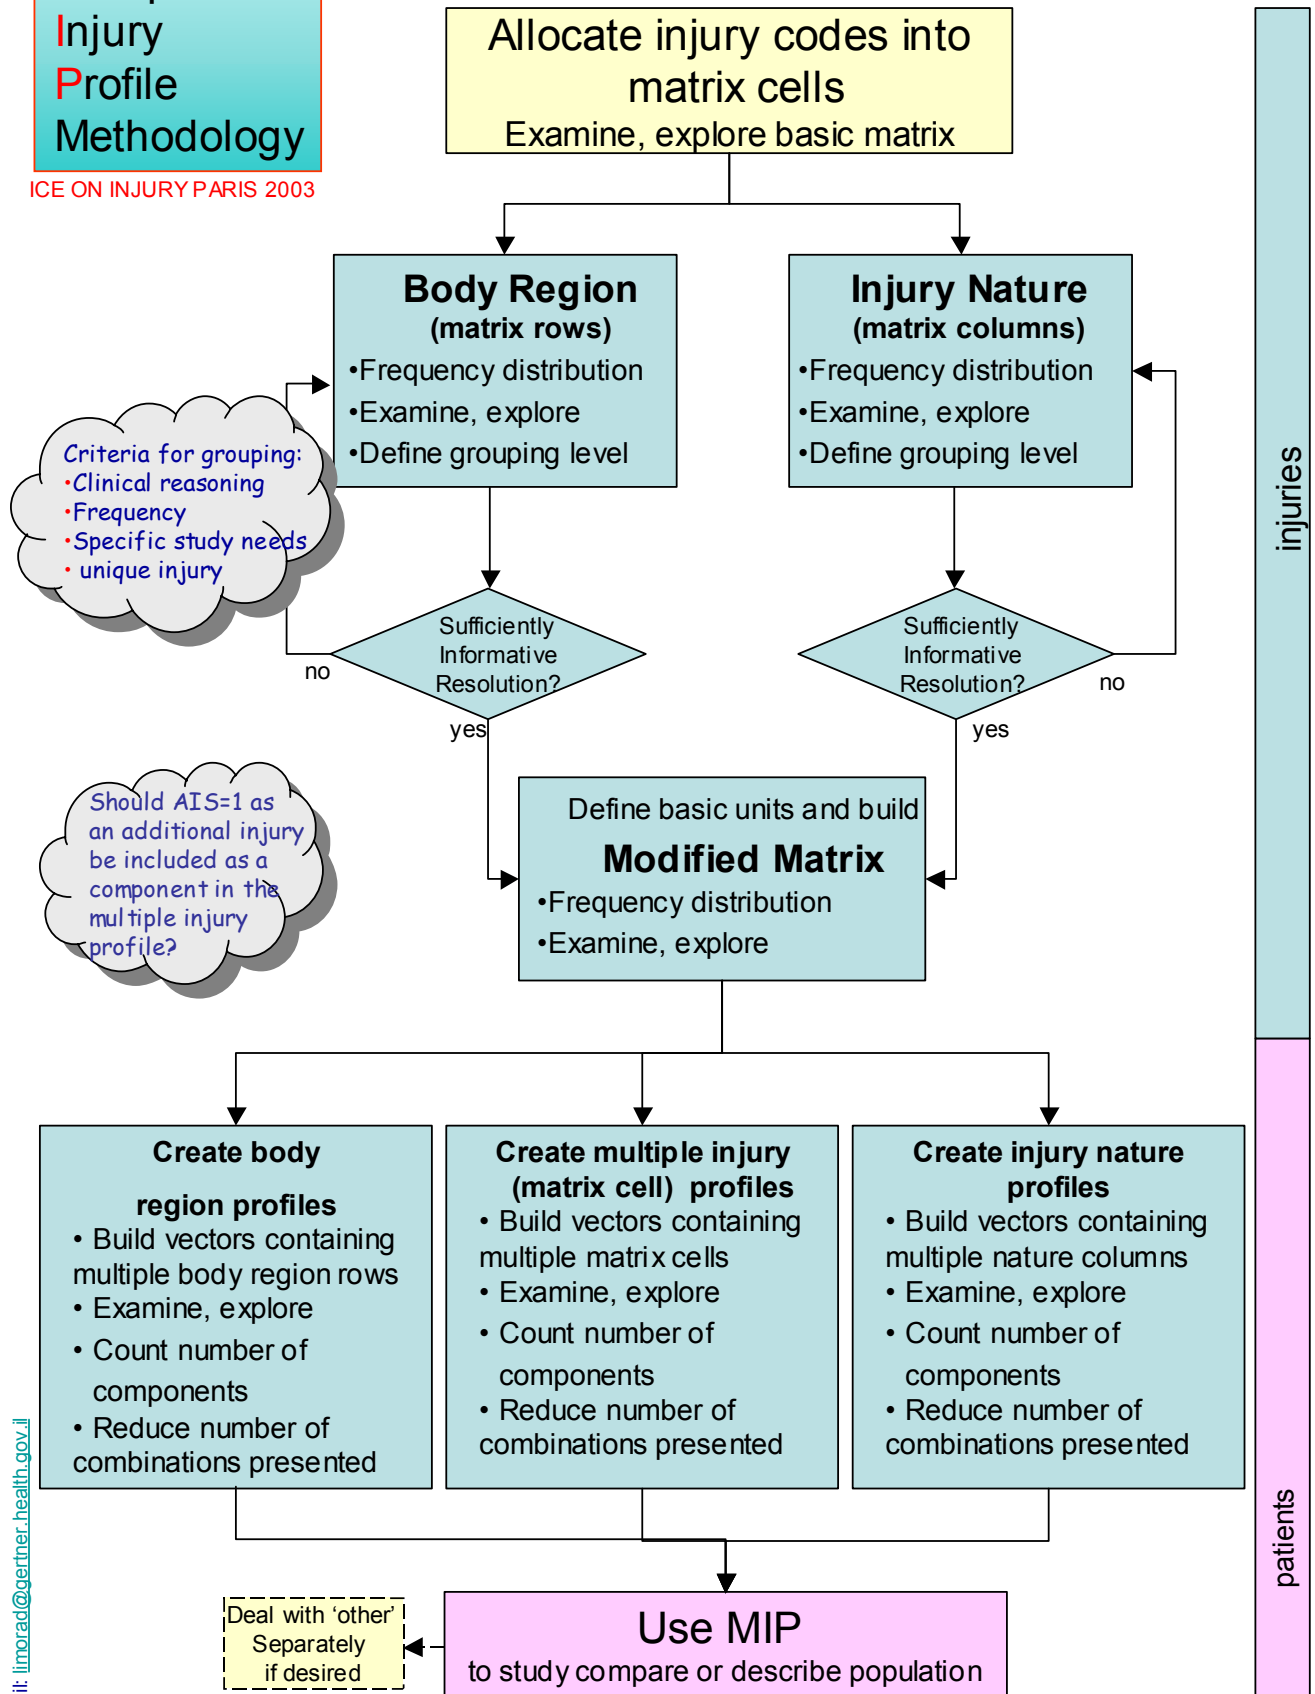 Injury
Profile
Methodology
ICE ON INJURY PARIS 2003
Allocate injury codes into
matrix cells
Examine, explore basic matrix
Body Region
(matrix rows)
•Frequency distribution
•Examine, explore
•Define grouping level
Injury Nature
(matrix columns)
•Frequency distribution
•Examine, explore
•Define grouping level
Criteria for grouping:
•Clinical reasoning
•Frequency
•Specific study needs
• unique injury
Sufficiently
Informative
Resolution?
no
yes
Sufficiently
Informative
Resolution?
no
yes
injuries
Should AIS=1 as
an additional injury
be included as a
component in the
multiple injury
profile?
Define basic units and build
Modified Matrix
•Frequency distribution
•Examine, explore
Create body
region profiles
• Build vectors containing
multiple body region rows
• Examine, explore
• Count number of
components
• Reduce number of
combinations presented
Create multiple injury
(matrix cell) profiles
• Build vectors containing
multiple matrix cells
• Examine, explore
• Count number of
components
• Reduce number of
combinations presented
Create injury nature
profiles
• Build vectors containing
multiple nature columns
• Examine, explore
• Count number of
components
• Reduce number of
combinations presented
patients
il: limorad@gertner.health.gov.il
Deal with ‘other’
Separately
if desired
Use MIP
to study compare or describe population